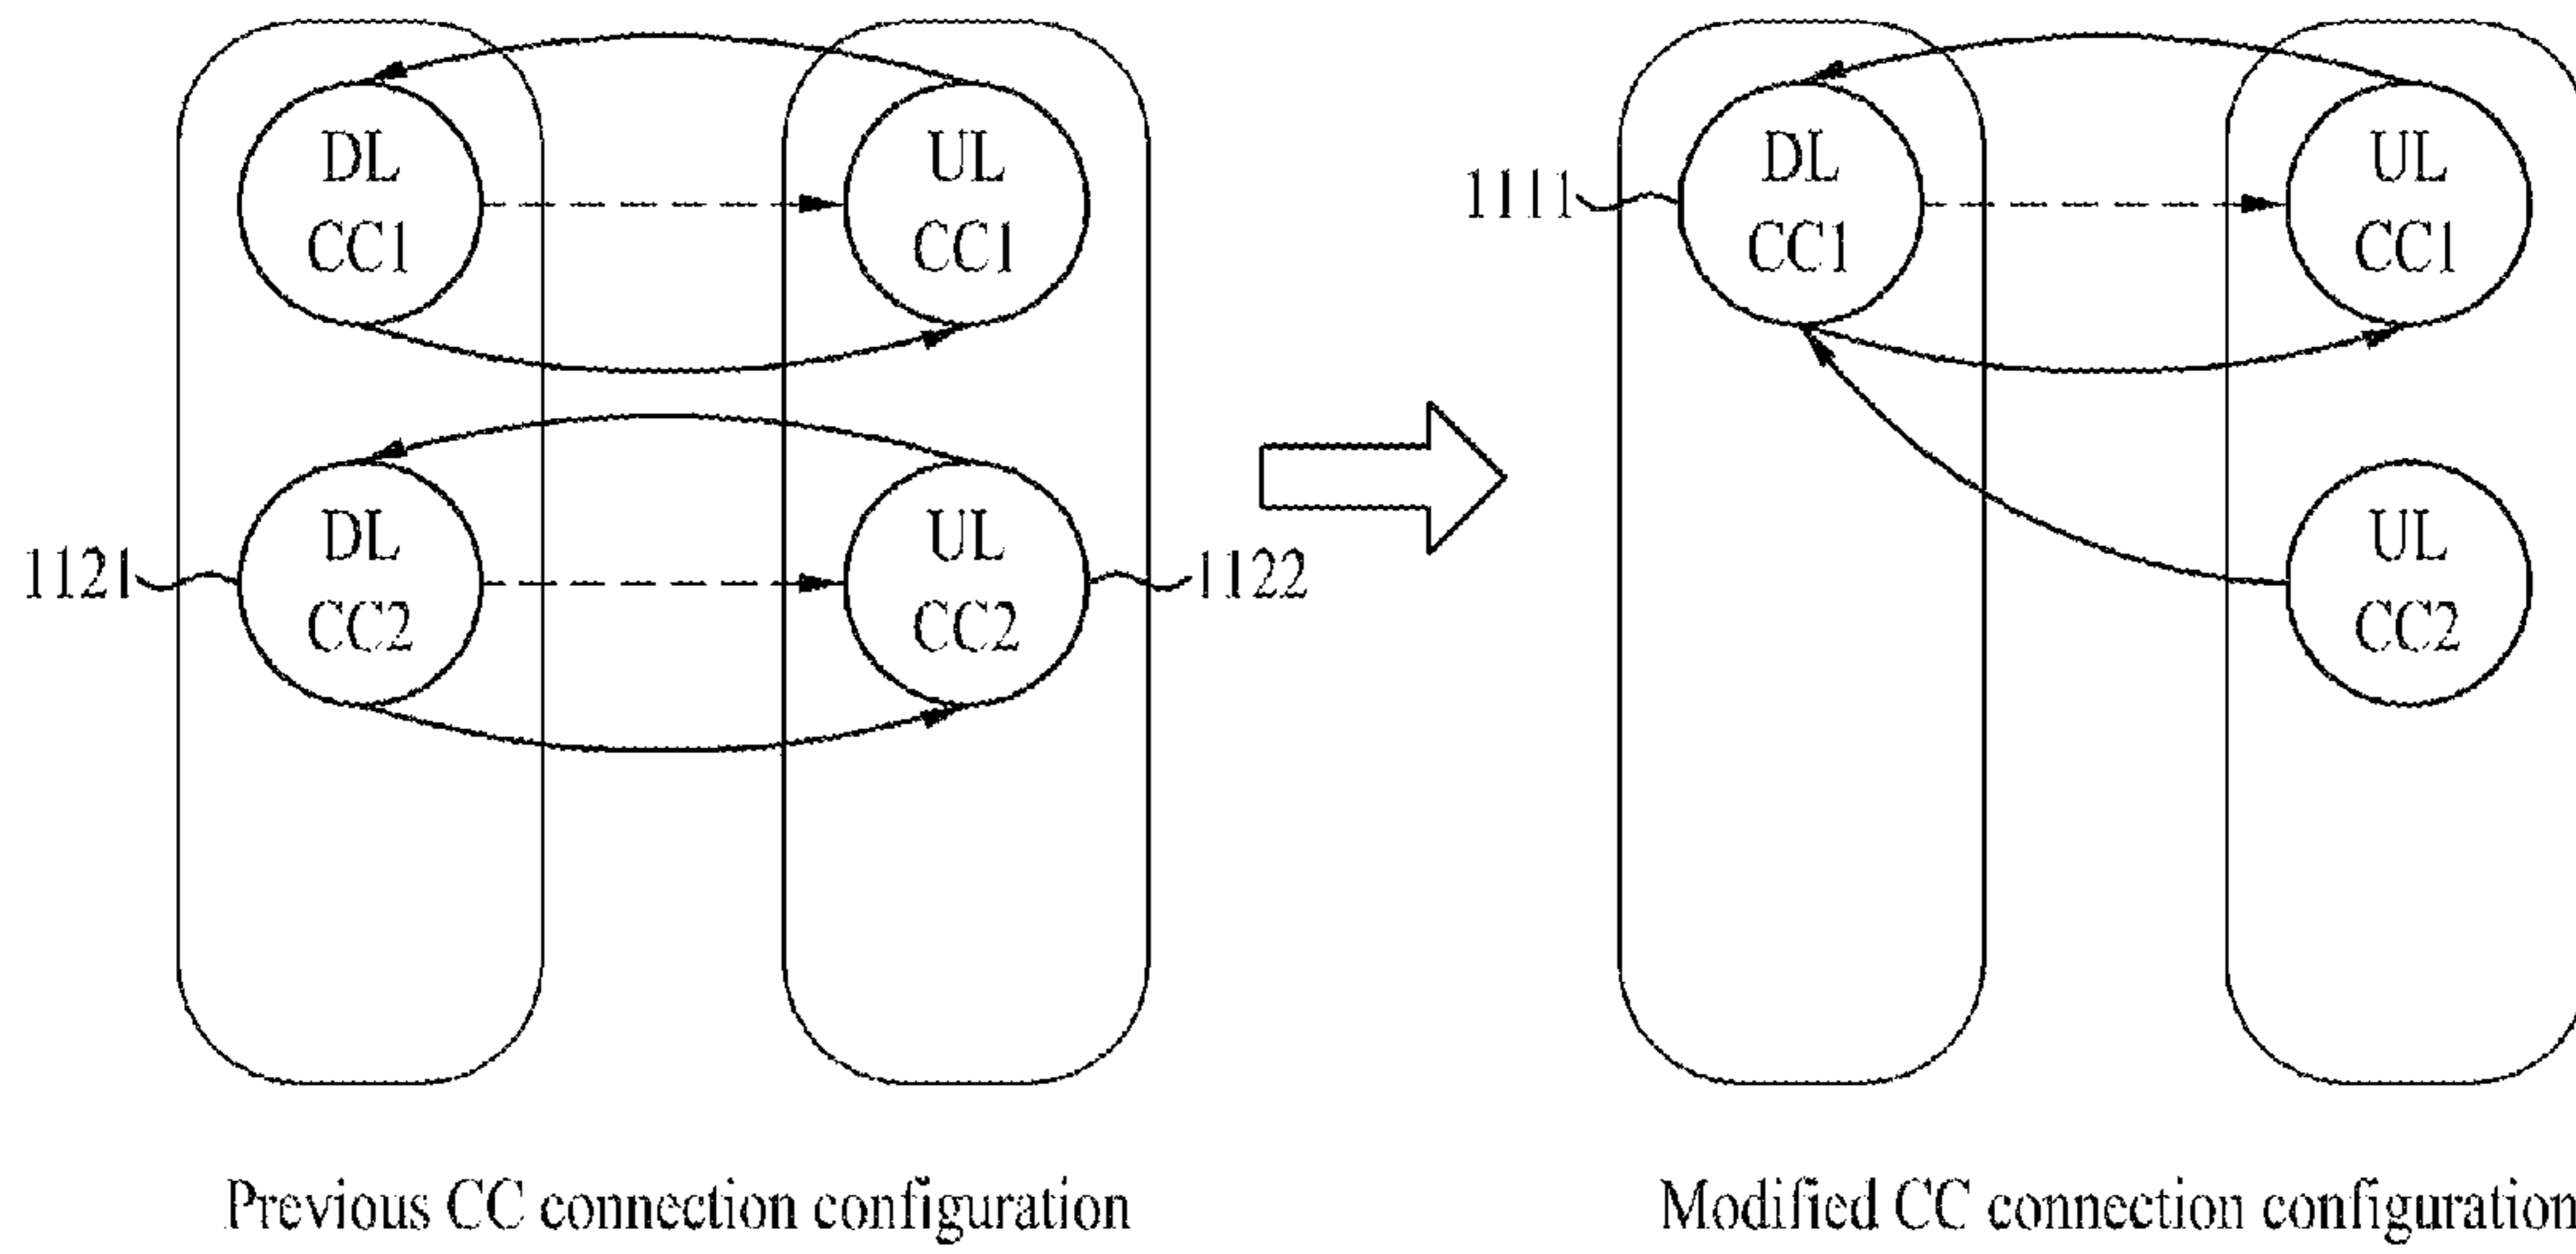 DL
CC1
UL
CC1
1121
DL
CC2
UL
CC2
1122
Previous CC connection configuration
1111
DL
CC1
UL
CC1
UL
CC2
Modified CC connection configuration